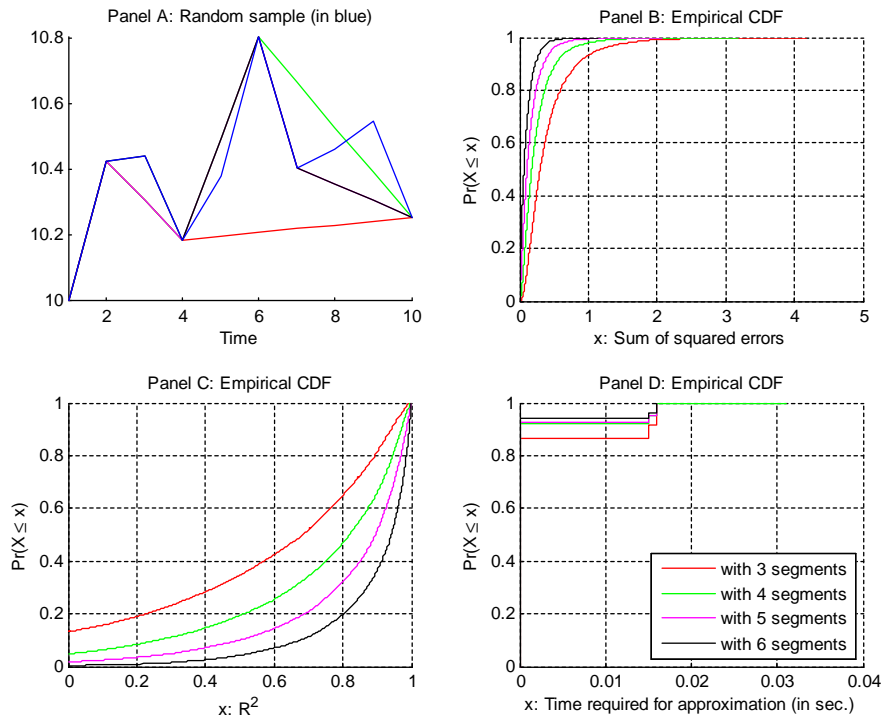 Panel A: Random sample (in blue)
10.8
10.6
10.4
10.2
10
2 4 6 8 10
Time
Panel B: Empirical CDF
Pr(X ≤ x)
1
0.8
0.6
0.4
0.2
0
0 1 2 3 4 5
x: Sum of squared errors
Panel C: Empirical CDF
Pr(X ≤ x)
1
0.8
0.6
0.4
0.2
0
0 0.2 0.4 0.6 0.8 1
x: R²
Panel D: Empirical CDF
Pr(X ≤ x)
1
0.8
0.6
0.4
0.2
0
0 0.01 0.02 0.03 0.04
x: Time required for approximation (in sec.)
with 3 segments
with 4 segments
with 5 segments
with 6 segments